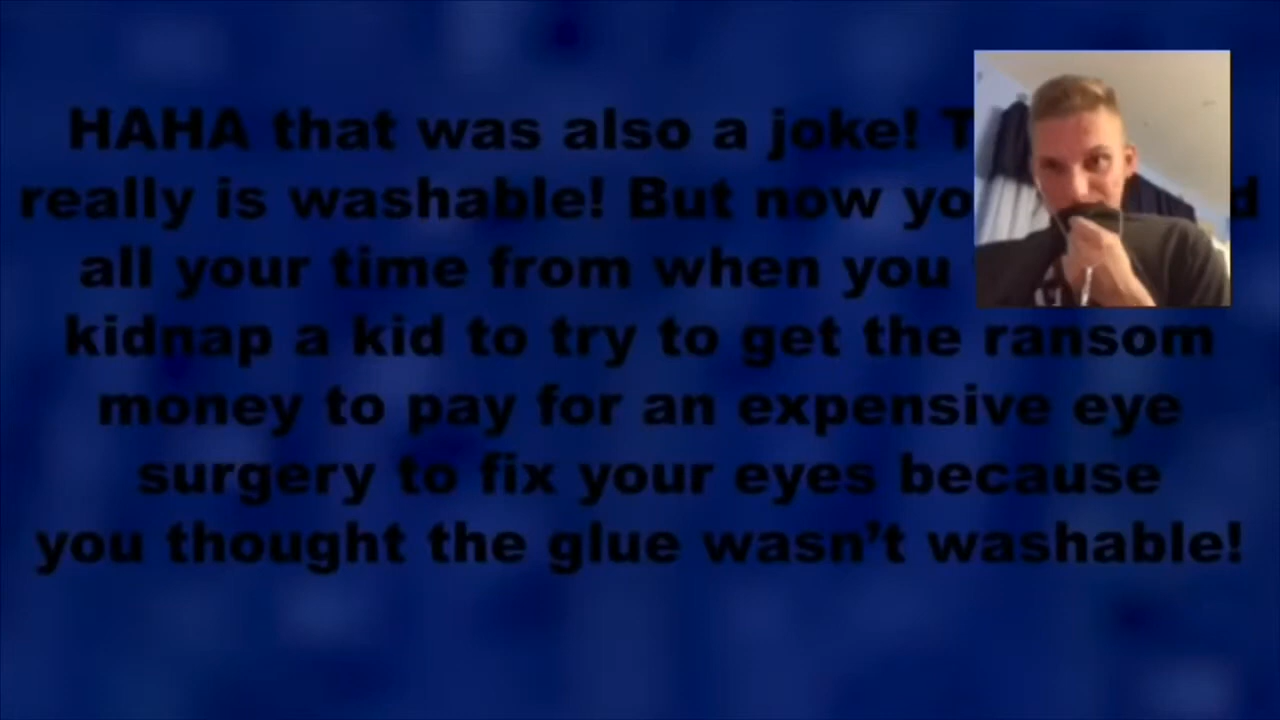 HAHA that was also a joke! T
really is washable! But now yo d
all your time from when you
kidnap a kid to try to get the ransom
money to pay for an expensive eye
surgery to fix your eyes because
you thought the glue wasn't washable!